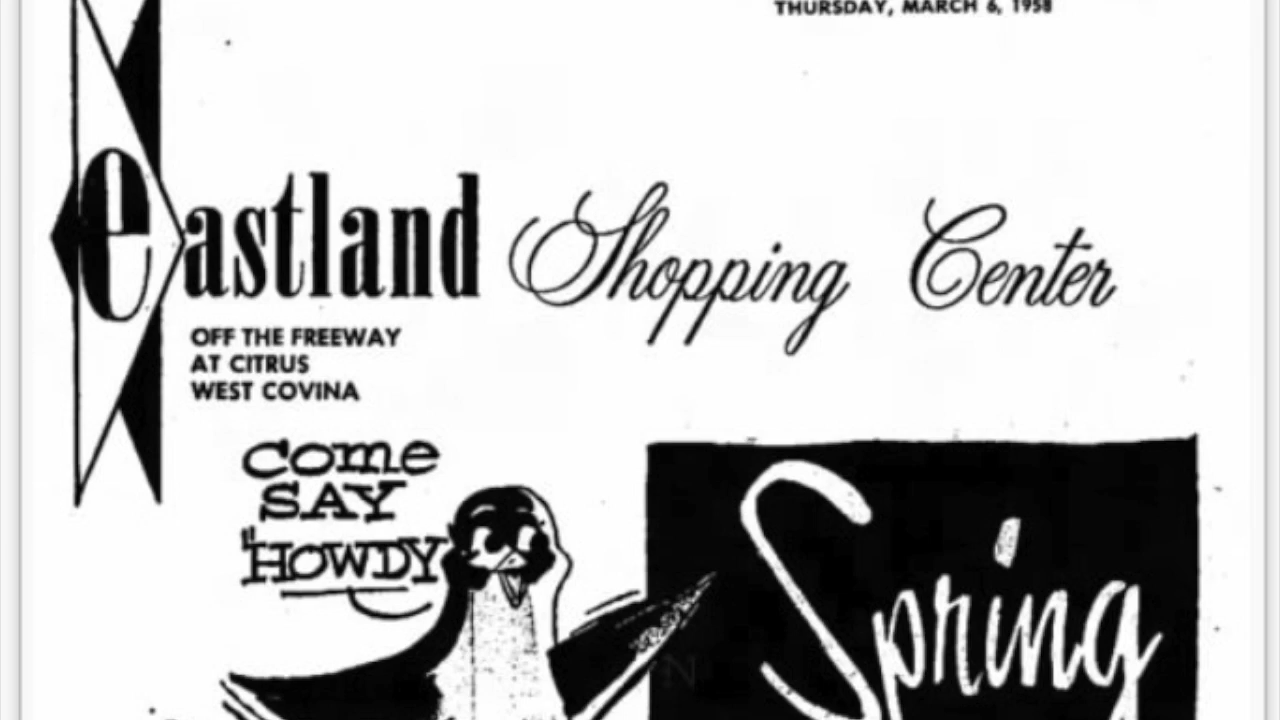 THURSDAY, MARCH 6, 1958
eastland Shopping Center
OFF THE FREEWAY
AT CITRUS
WEST COVINA
Come
SAY
"HOWDY
Spring